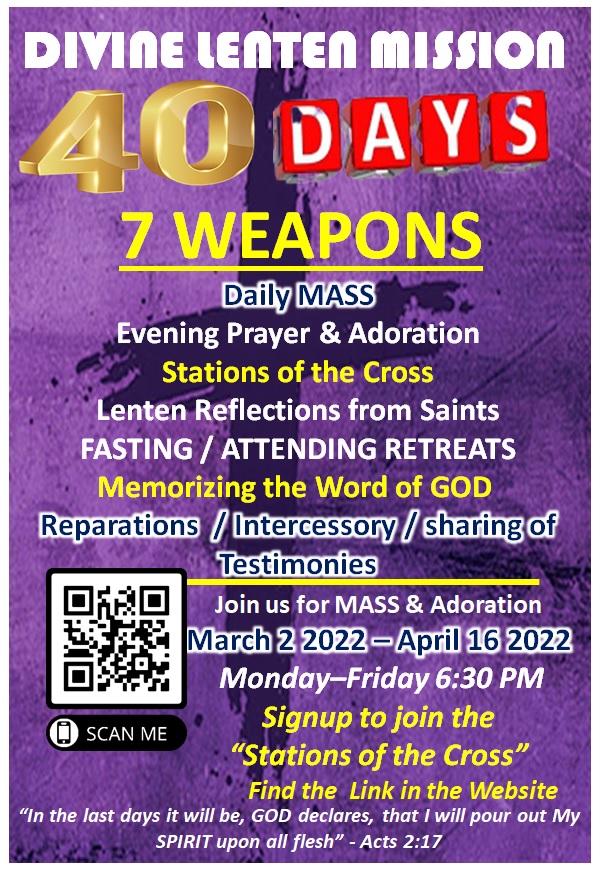 DIVINE LENTEN MISSION
40 DAYS
7 WEAPONS
Daily MASS
Evening Prayer & Adoration
Stations of the Cross
Lenten Reflections from Saints
FASTING / ATTENDING RETREATS
Memorizing the Word of GOD
Reparations / Intercessory / sharing of
Testimonies
Join us for MASS & Adoration
March 2 2022 – April 16 2022
Monday–Friday 6:30 PM
Signup to join the
“Stations of the Cross”
Find the Link in the Website
SCAN ME
“In the last days it will be, GOD declares, that I will pour out My
SPIRIT upon all flesh” - Acts 2:17